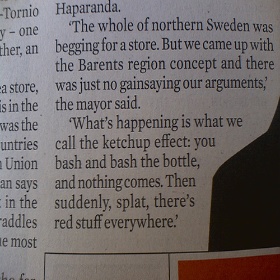 -Tornio
y – one
ther, an
ea store,
is in the
was the
untries
n Union
an says
t in the
raddles
e most
Haparanda.
'The whole of northern Sweden was
begging for a store. But we came up with
the Barents region concept and there
was just no gainsaying our arguments,'
the mayor said.
'What's happening is what we
call the ketchup effect: you
bash and bash the bottle,
and nothing comes. Then
suddenly, splat, there's
red stuff everywhere.'